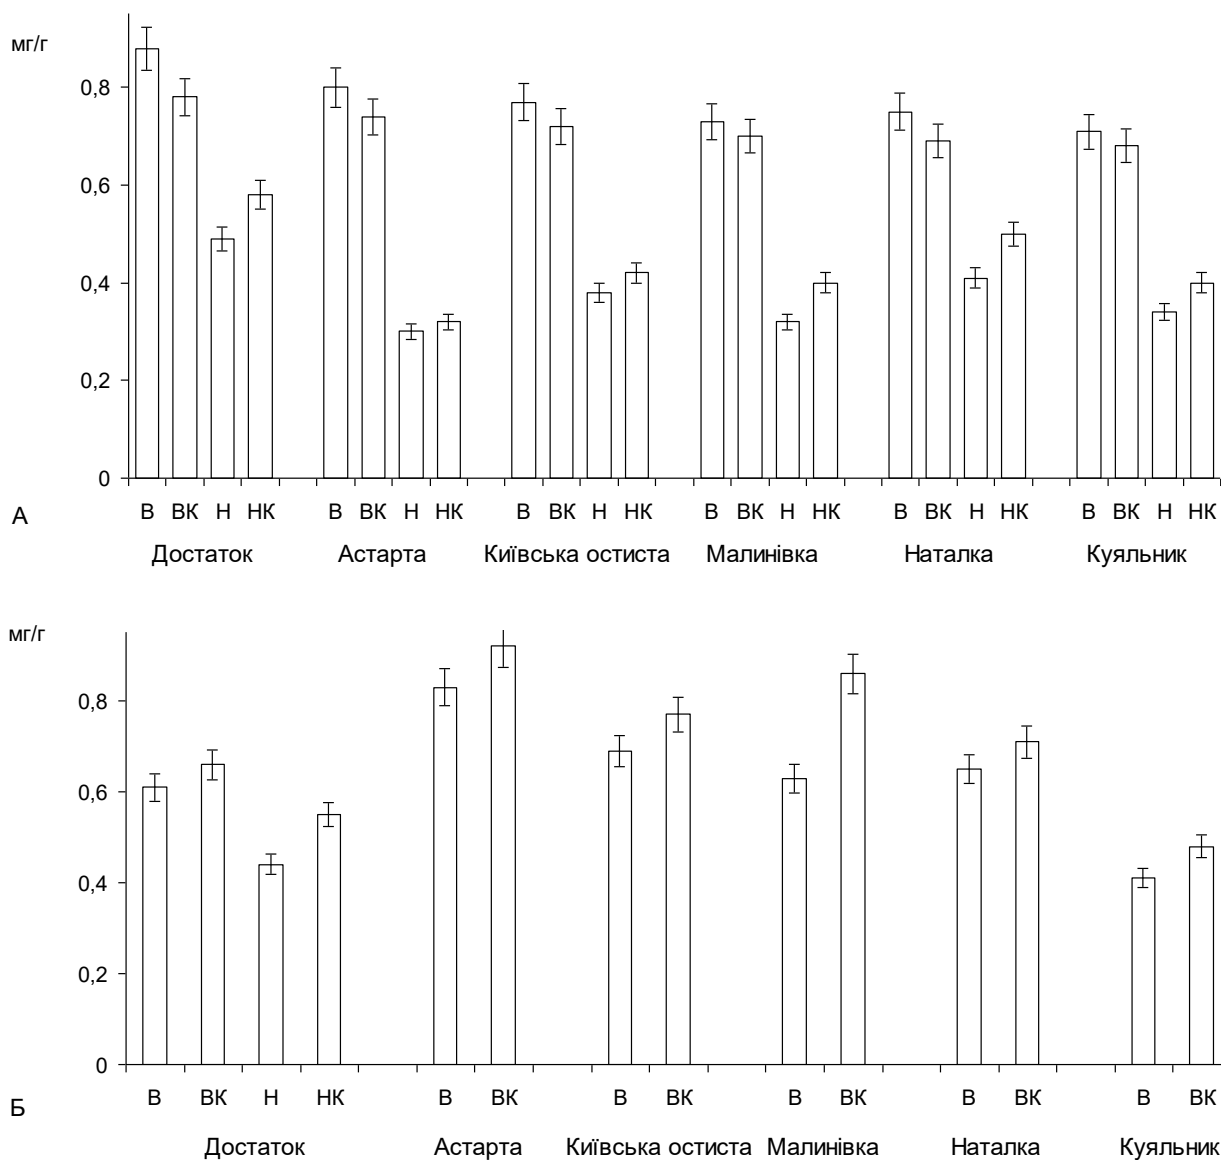 мг/г
0,8
0,6
0,4
0,2
0
А
В ВК Н НК В ВК Н НК В ВК Н НК В ВК Н НК В ВК Н НК В ВК Н НК
Достаток Астарта Київська остиста Малинівка Наталка Куяльник
мг/г
0,8
0,6
0,4
0,2
0
Б
В ВК Н НК В ВК В ВК В ВК В ВК В ВК
Достаток Астарта Київська остиста Малинівка Наталка Куяльник